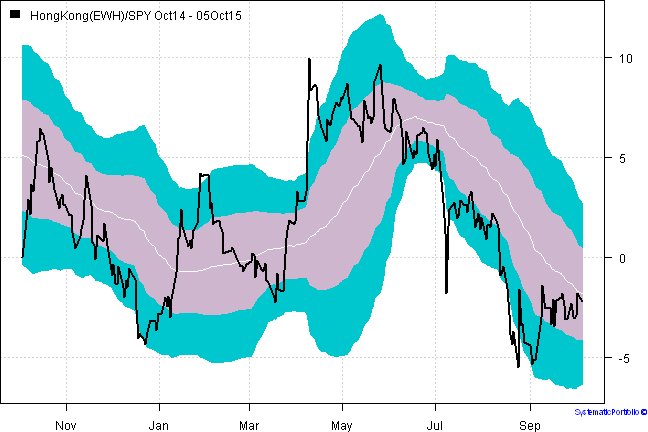 HongKong(EWH)/SPY Oct14 - 05Oct15
10
5
0
-5
Nov Jan Mar May Jul Sep
SystematicPortfolio ©